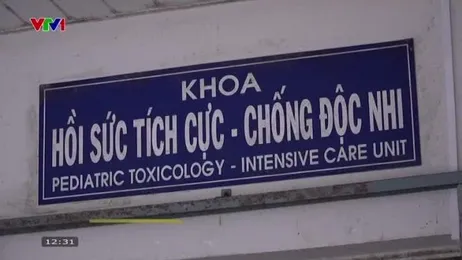 VTV1
KHOA
HỒI SỨC TÍCH CỰC - CHỐNG ĐỘC NHI
PEDIATRIC TOXICOLOGY - INTENSIVE CARE UNIT
12:31